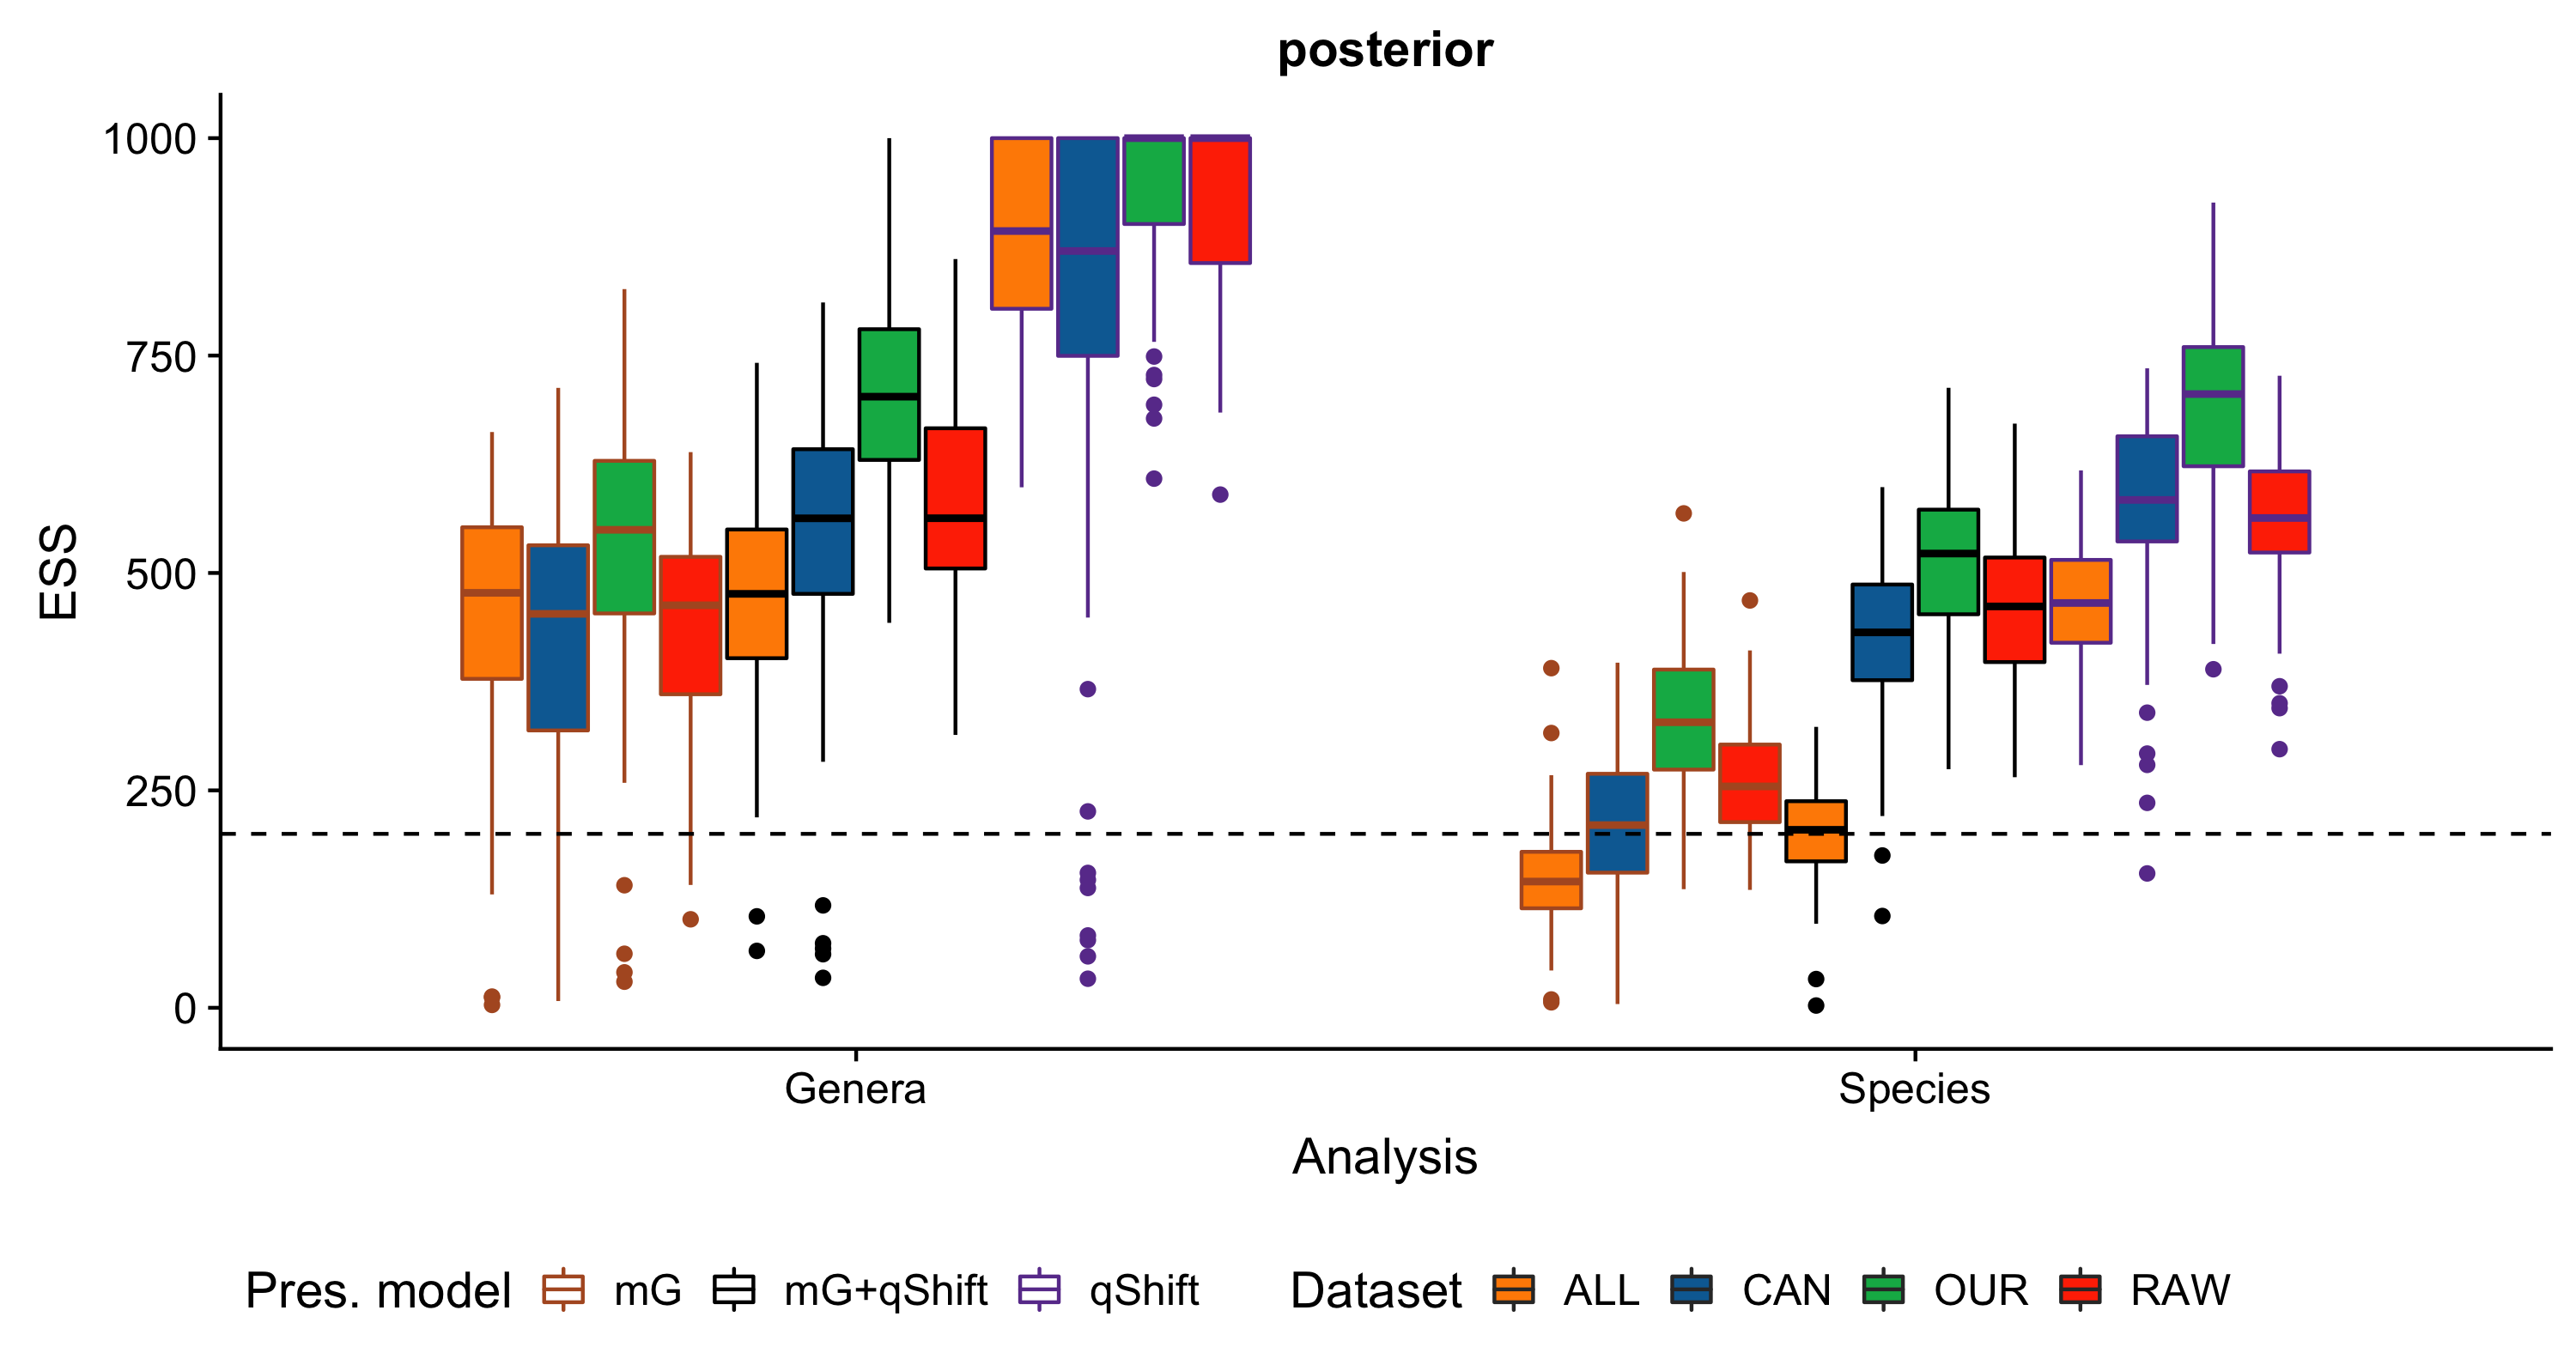 posterior
1000
750
500
250
0
ESS
Genera Species
Analysis
Pres. model mG mG+qShift qShift Dataset ALL CAN OUR RAW